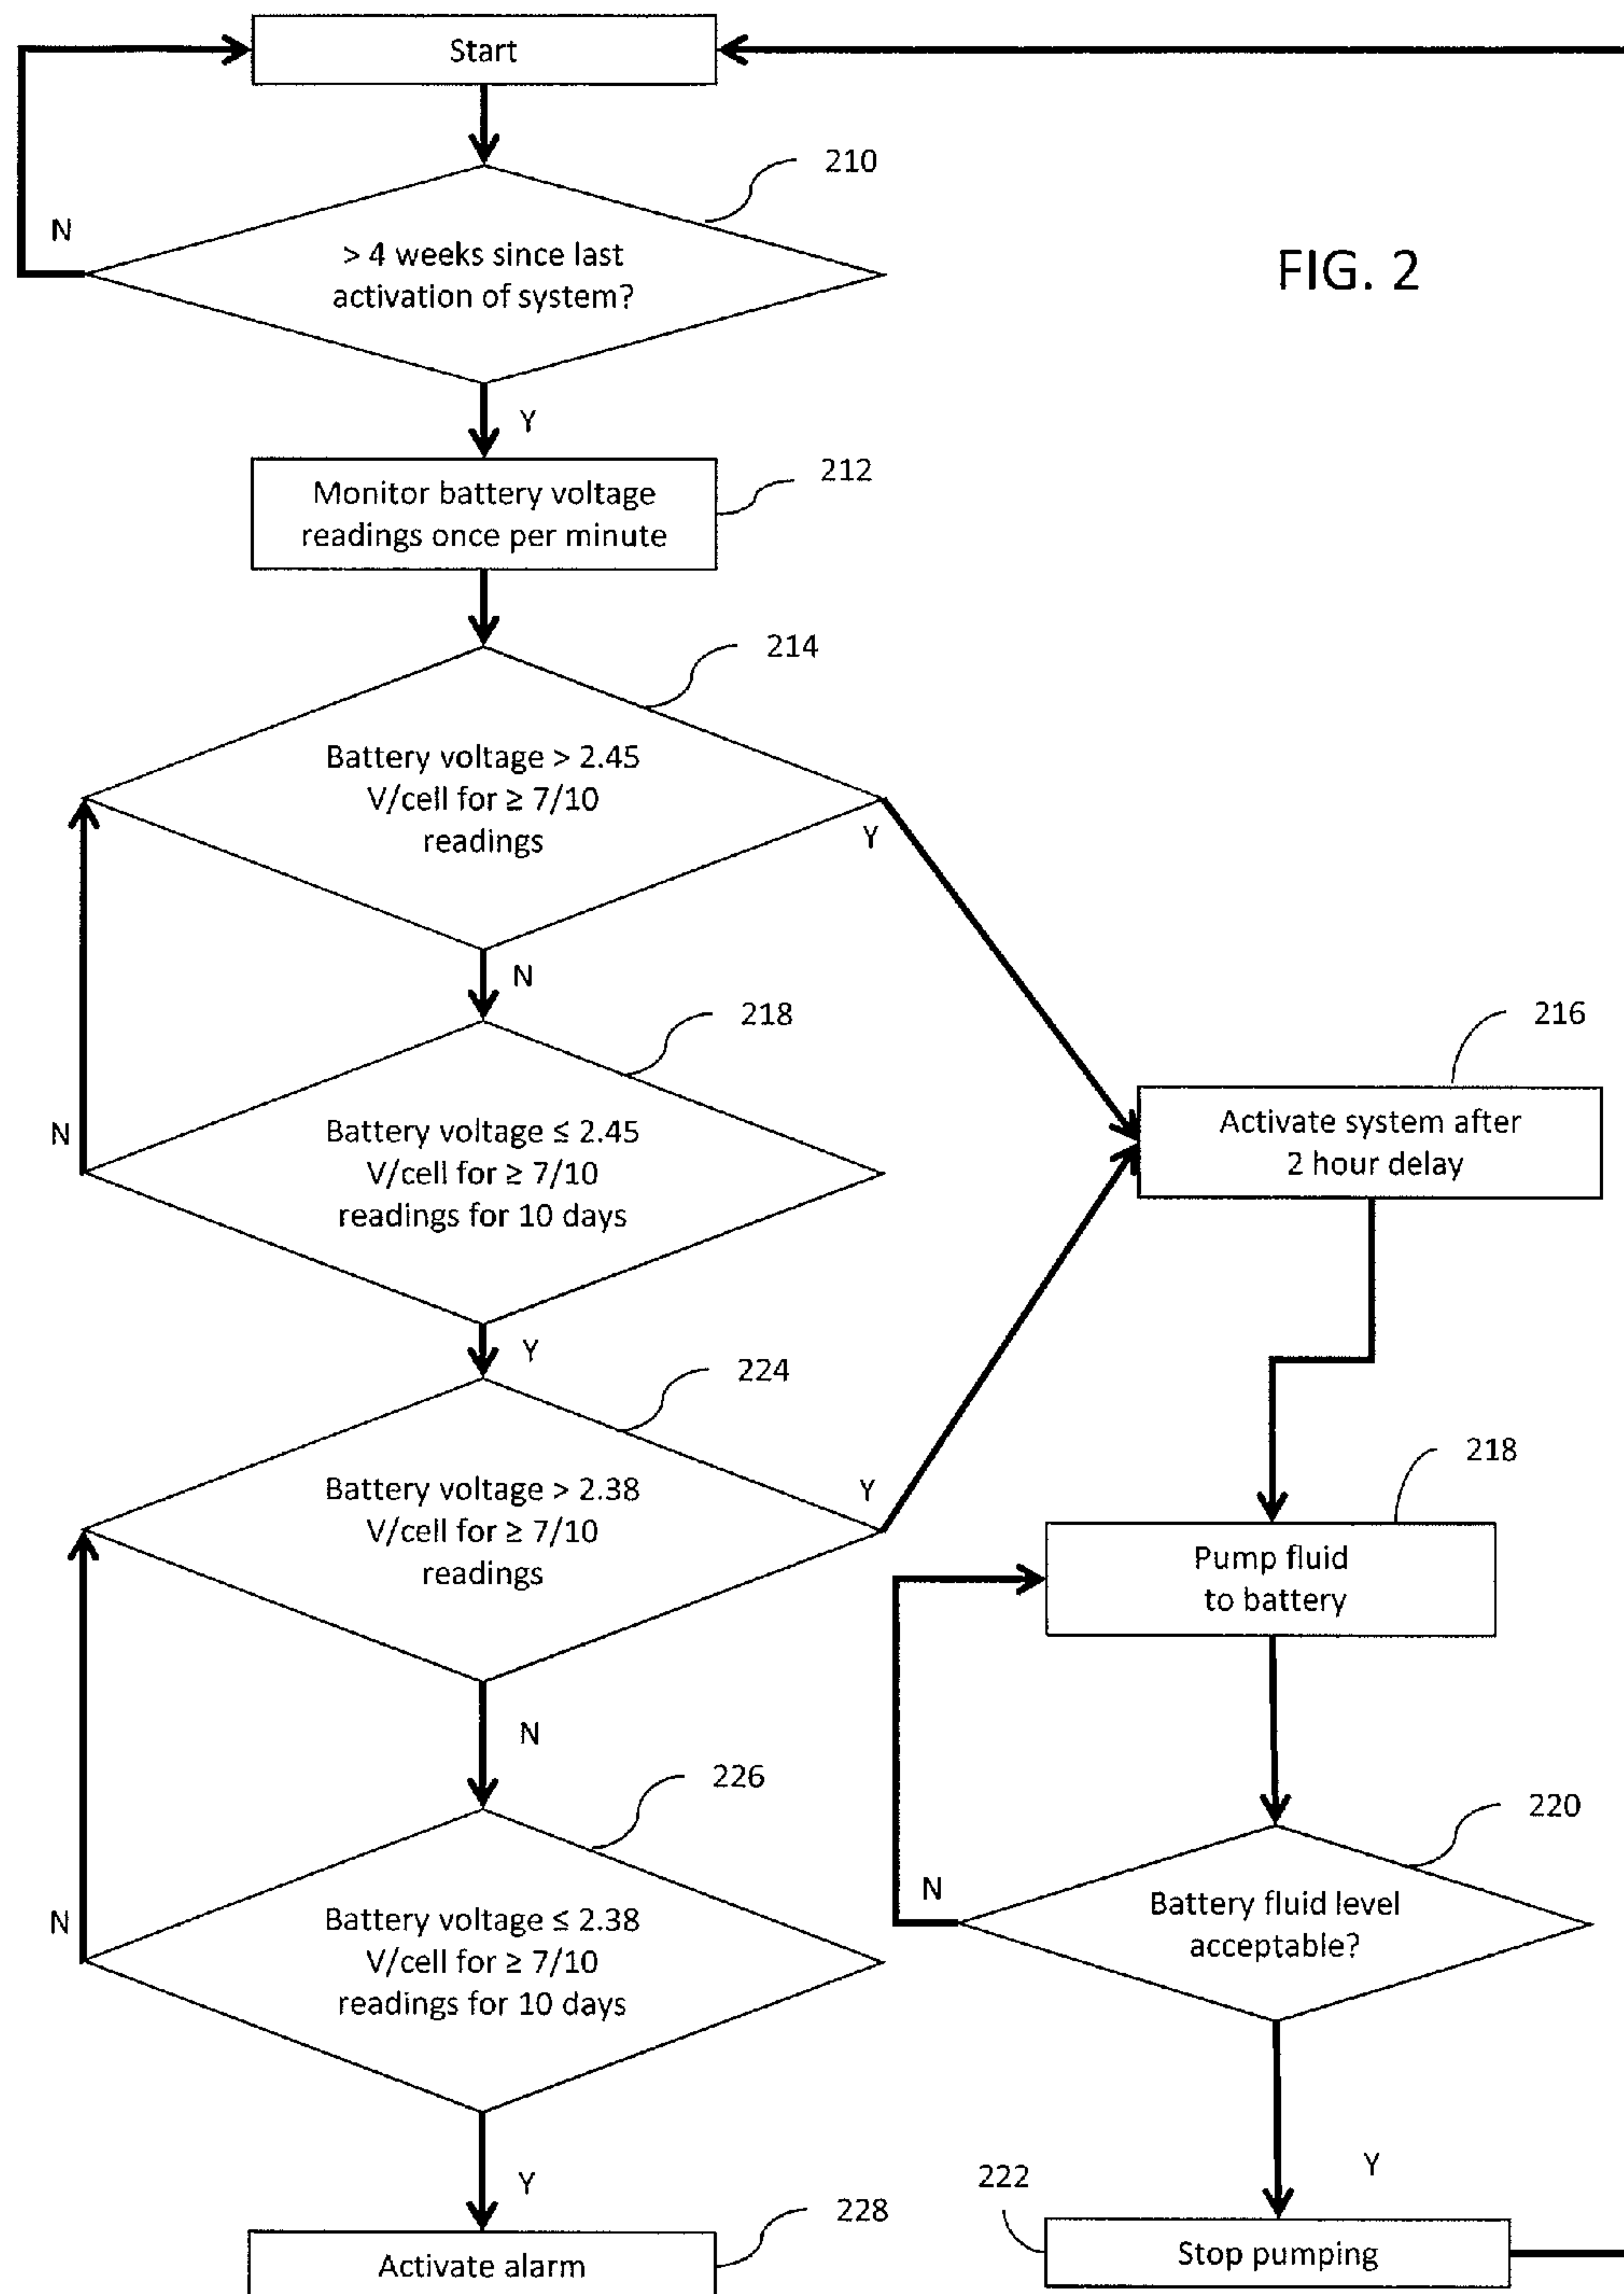 Start
210
N
> 4 weeks since last
activation of system?
FIG. 2
Y
212
Monitor battery voltage
readings once per minute
214
Battery voltage > 2.45
V/cell for ≥ 7/10
readings
Y
N
218
216
Activate system after
2 hour delay
N
Battery voltage ≤ 2.45
V/cell for ≥ 7/10
readings for 10 days
Y
224
218
Battery voltage > 2.38
V/cell for ≥ 7/10
readings
Y
Pump fluid
to battery
N
226
220
N
Battery fluid level
acceptable?
N
Battery voltage ≤ 2.38
V/cell for ≥ 7/10
readings for 10 days
Y
Y
222
228
Activate alarm
Stop pumping